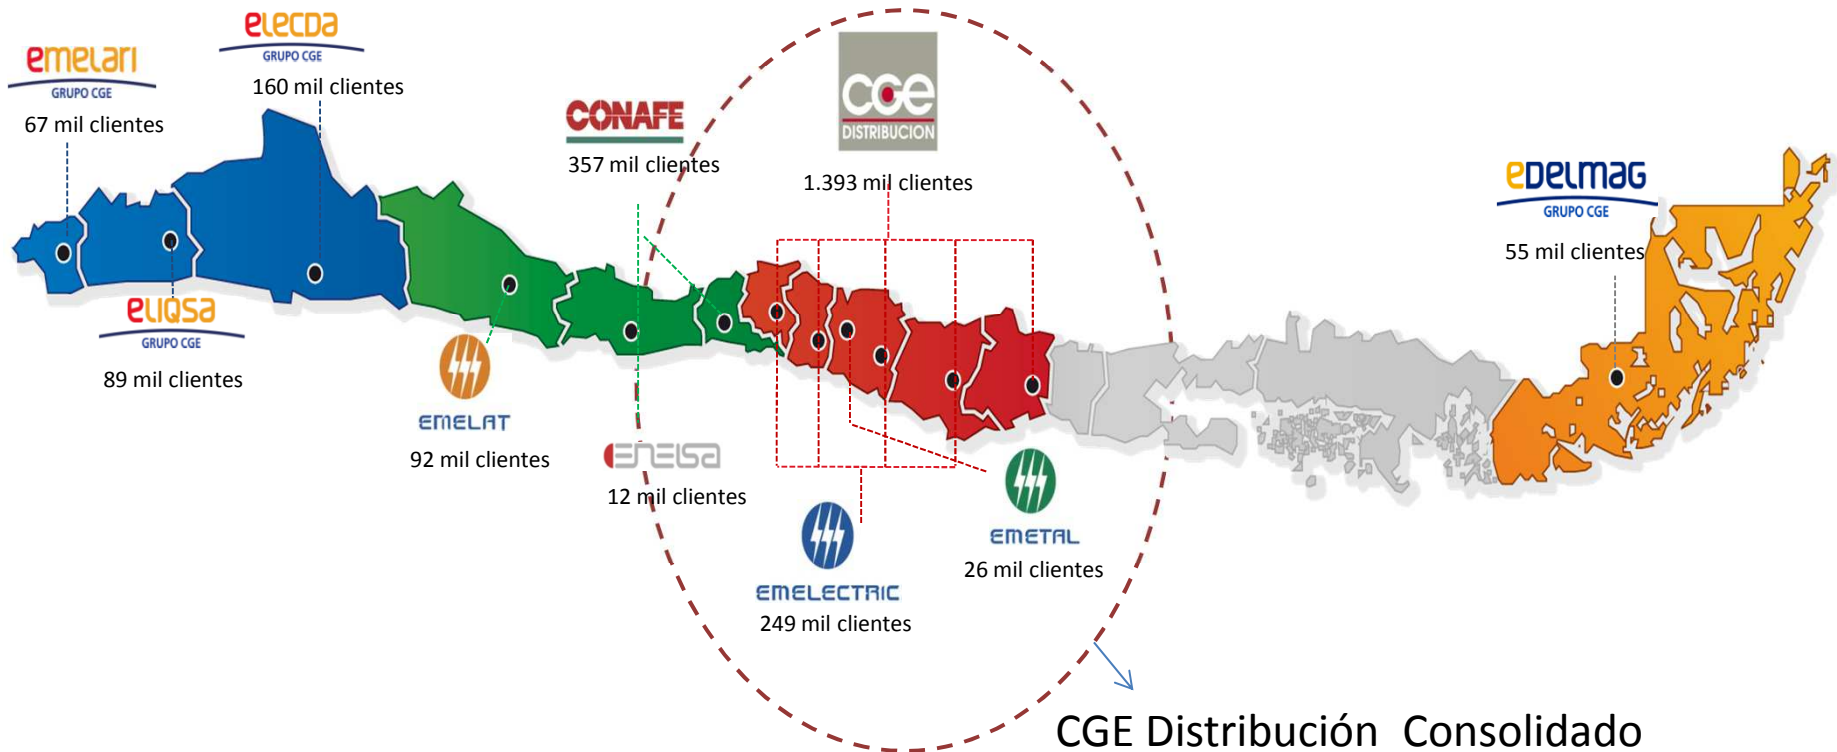 emelari
GRUPO CGE
67 mil clientes
elecda
GRUPO CGE
160 mil clientes
CONAFE
357 mil clientes
cge
DISTRIBUCION
1.393 mil clientes
eDELMAG
GRUPO CGE
55 mil clientes
eLIQSA
GRUPO CGE
89 mil clientes
EMELAT
92 mil clientes
enelsa
12 mil clientes
EMELECTRIC
249 mil clientes
EMETAL
26 mil clientes
CGE Distribución Consolidado